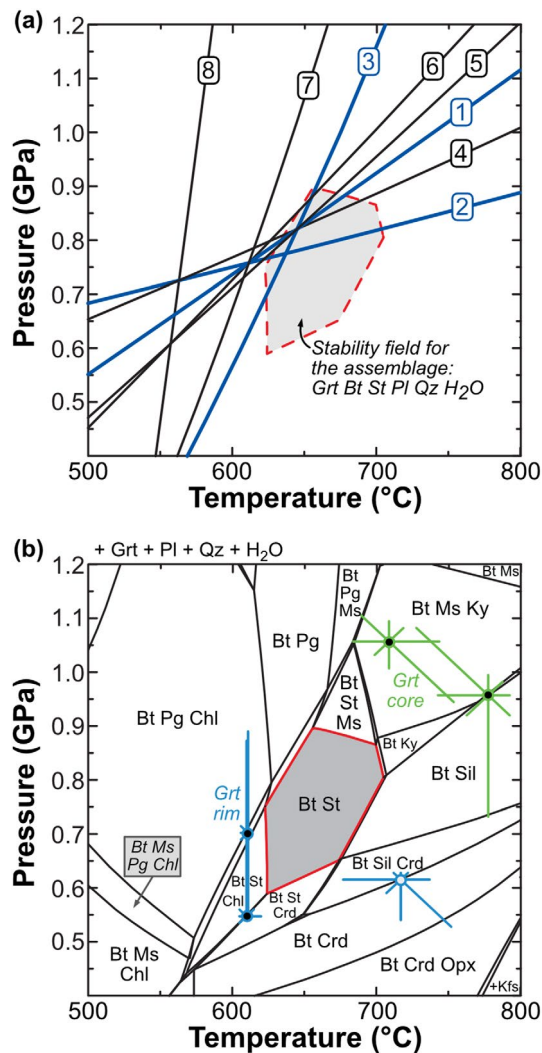 (a)
1.2
1.1
1.0
0.9
0.8
0.7
0.6
0.5
Pressure (GPa)
8
7
3
6
5
1
4
2
Stability field for
the assemblage:
Grt Bt St Pl Qz H2O
500
600
700
800
Temperature (°C)
(b)
+ Grt + Pl + Qz + H2O
1.2
1.1
1.0
0.9
0.8
0.7
0.6
0.5
Pressure (GPa)
Bt
Pg
Ms
Bt Ms
Bt Ms Ky
Bt Pg
Grt
core
Bt
St
Ms
Bt Pg Chl
Bt Ky
Bt Sil
Grt
rim
Bt St
Bt Ms
Pg Chl
Bt St
Chl
Bt St
Crd
Bt Sil Crd
Bt Crd
Bt Ms
Chl
Bt Crd Opx
+Kfs
500
600
700
800
Temperature (°C)